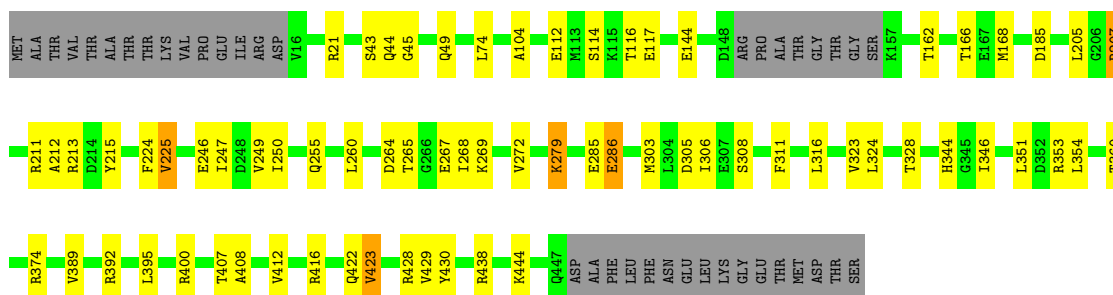 MET ALA THR VAL THR ALA THR THR LYS VAL PRO GLU ILE ARG ASP V16 R21 S43 Q44 G45 Q49 L74 A104 E112 M113 S114 K115 T116 E117 E144 D148 ARG PRO ALA THR GLY THR GLY SER K157 T162 T166 E167 M168 D185 L205 G206
R211 A212 R213 D214 Y215 F224 V225 E246 I247 D248 V249 I250 Q255 L260 D264 T265 G266 E267 I268 K269 V272 K279 E285 E286 M303 L304 D305 I306 E307 S308 F311 L316 V323 L324 T328 H344 G345 I346 L351 D352 R353 L354
R374 V389 R392 L395 R400 T407 A408 V412 R416 Q422 V423 R428 V429 Y430 R438 K444 Q447 ASP ALA PHE LEU PHE ASN GLU LEU LYS GLY GLU THR MET ASP THR SER